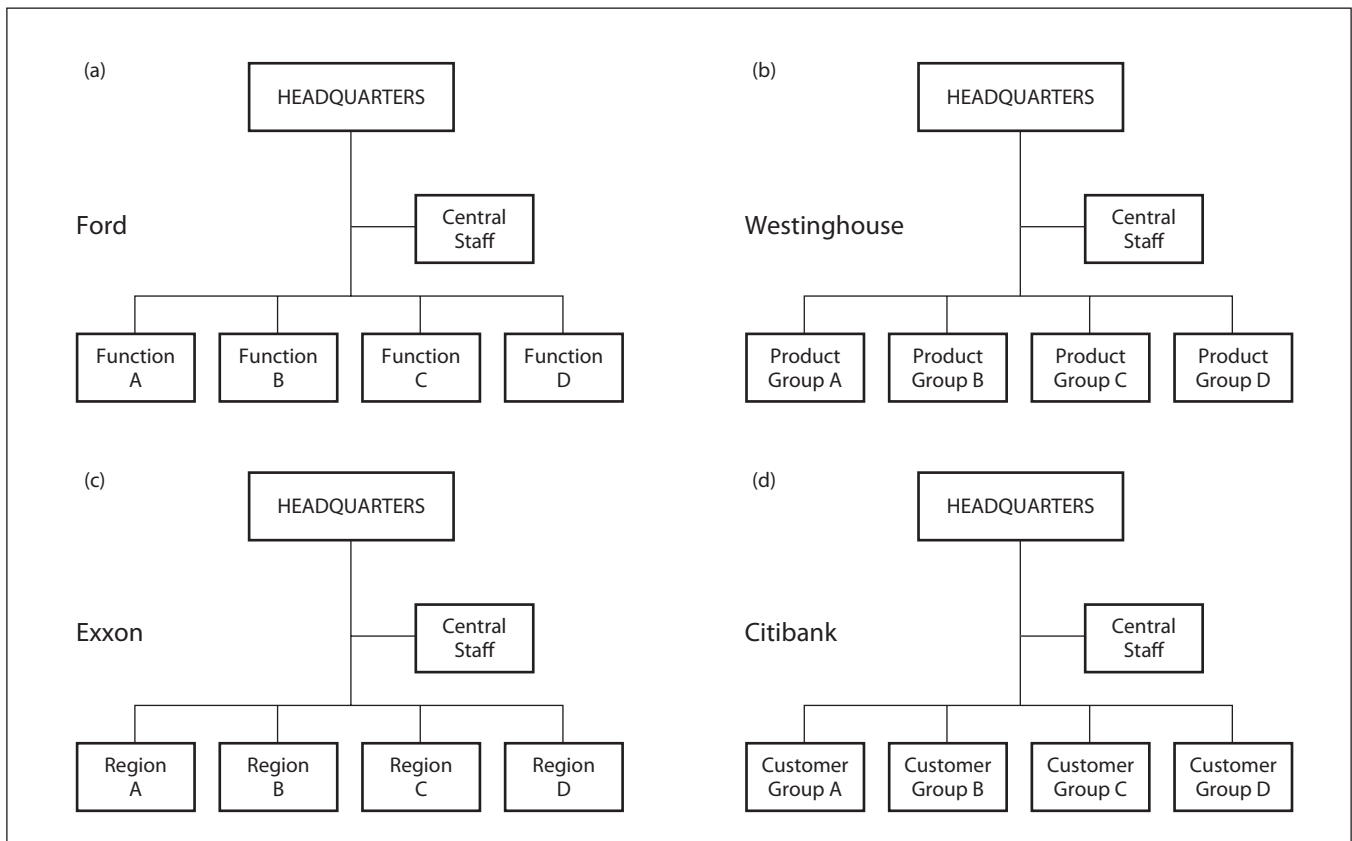 (a)
HEADQUARTERS
Ford
Central
Staff
Function
A
Function
B
Function
C
Function
D
(b)
HEADQUARTERS
Westinghouse
Central
Staff
Product
Group A
Product
Group B
Product
Group C
Product
Group D
(c)
HEADQUARTERS
Exxon
Central
Staff
Region
A
Region
B
Region
C
Region
D
(d)
HEADQUARTERS
Citibank
Central
Staff
Customer
Group A
Customer
Group B
Customer
Group C
Customer
Group D